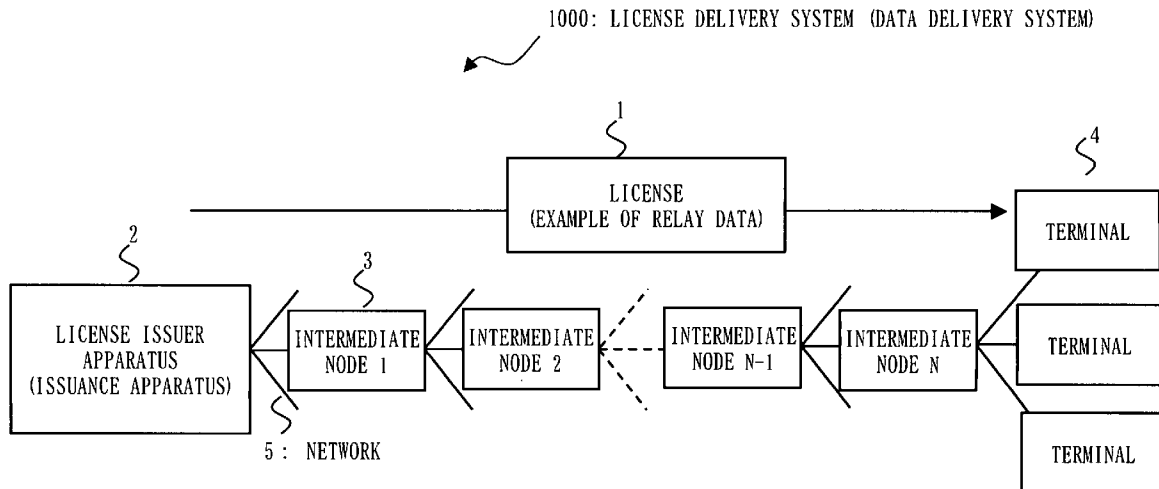 1000: LICENSE DELIVERY SYSTEM (DATA DELIVERY SYSTEM)
1
LICENSE
(EXAMPLE OF RELAY DATA)
4
TERMINAL
2
LICENSE ISSUER
APPARATUS
(ISSUANCE APPARATUS)
3
INTERMEDIATE
NODE 1
INTERMEDIATE
NODE 2
INTERMEDIATE
NODE N-1
INTERMEDIATE
NODE N
TERMINAL
5: NETWORK
TERMINAL